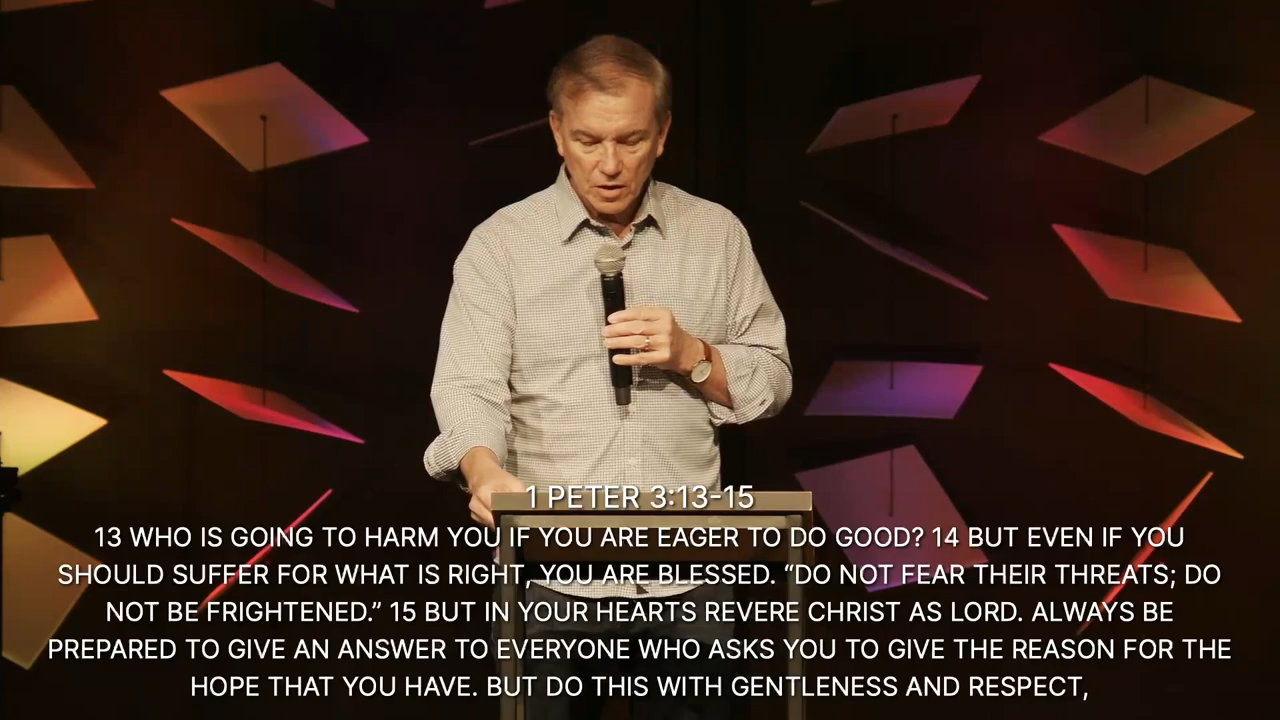 1 PETER 3:13-15
13 WHO IS GOING TO HARM YOU IF YOU ARE EAGER TO DO GOOD? 14 BUT EVEN IF YOU
SHOULD SUFFER FOR WHAT IS RIGHT, YOU ARE BLESSED. “DO NOT FEAR THEIR THREATS; DO
NOT BE FRIGHTENED.” 15 BUT IN YOUR HEARTS REVERE CHRIST AS LORD. ALWAYS BE
PREPARED TO GIVE AN ANSWER TO EVERYONE WHO ASKS YOU TO GIVE THE REASON FOR THE
HOPE THAT YOU HAVE. BUT DO THIS WITH GENTLENESS AND RESPECT,